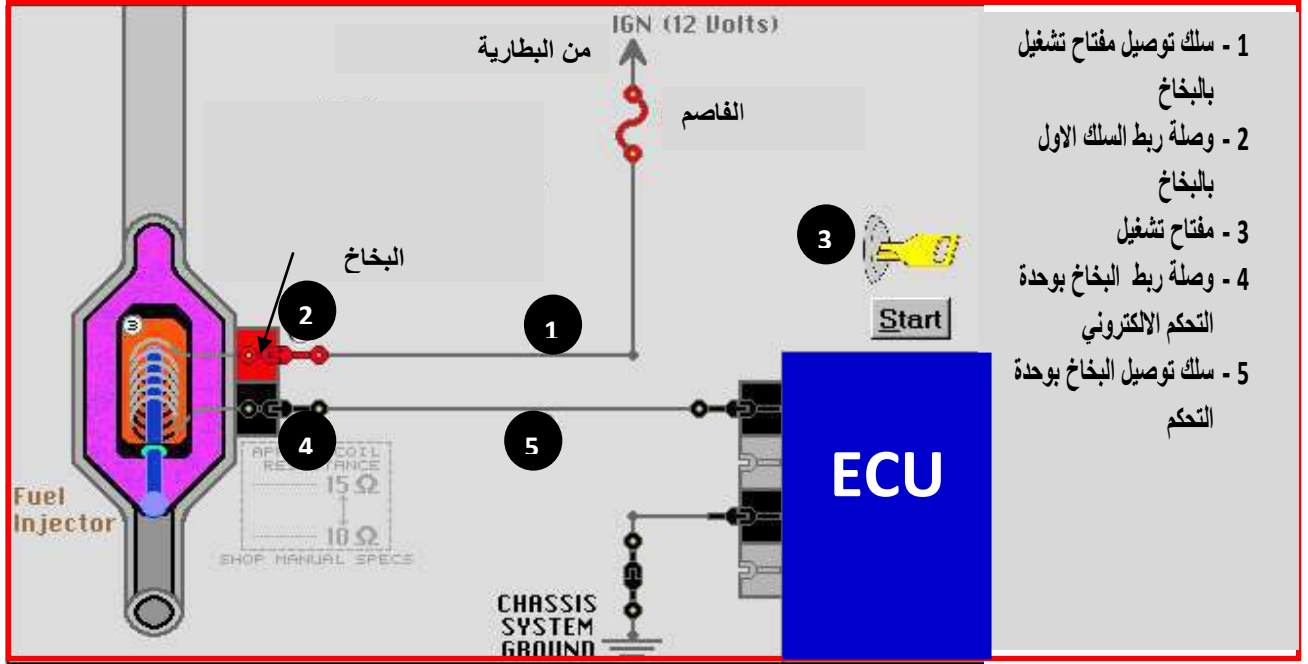 IGN (12 Volts)
من البطارية
الفاصم
البخاخ
3
2
1
3
Start
4
5
ECU
COIL
15 Ω
10 Ω
SHOP MANUAL SPECS
Fuel
Injector
CHASSIS
SYSTEM
GROUND
1 - سلك توصيل مفتاح تشغيل
بالبخاخ
2 - وصلة ربط السلك الاول
بالبخاخ
3 - مفتاح تشغيل
4 - وصلة ربط البخاخ بوحدة
التحكم الالكتروني
5 - سلك توصيل البخاخ بوحدة
التحكم